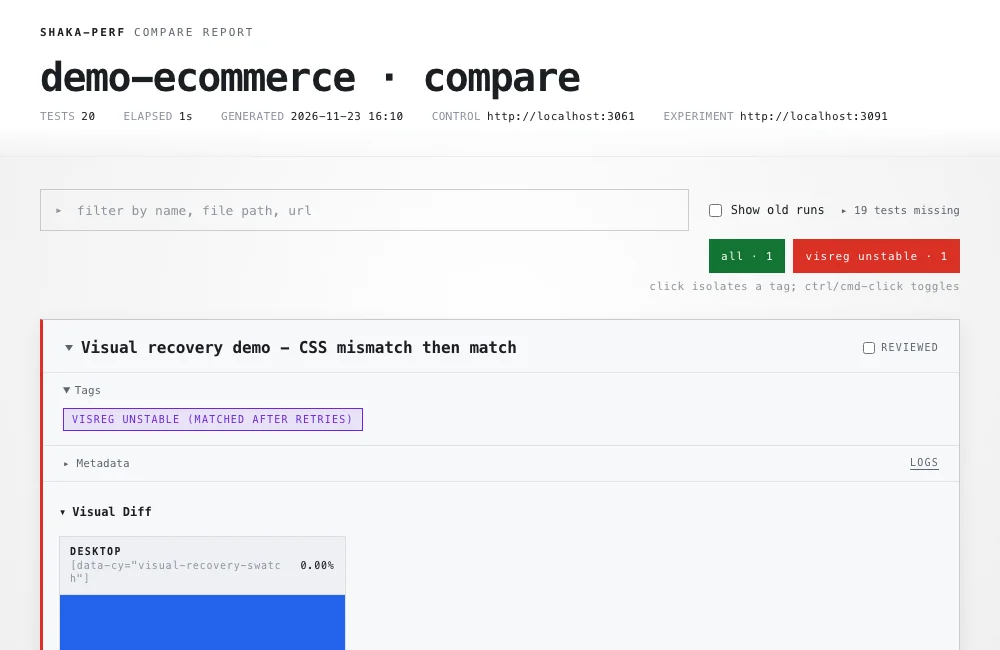 SHAKA-PERF COMPARE REPORT
demo-ecommerce · compare
TESTS 20 ELAPSED 1s GENERATED 2026-11-23 16:10 CONTROL http://localhost:3061 EXPERIMENT http://localhost:3091
▸ filter by name, file path, url
Show old runs ▸ 19 tests missing
all · 1 visreg unstable · 1
click isolates a tag; ctrl/cmd-click toggles
▼ Visual recovery demo — CSS mismatch then match REVIEWED
▼ Tags
VISREG UNSTABLE (MATCHED AFTER RETRIES)
▸ Metadata LOGS
▾ Visual Diff
DESKTOP
[data-cy="visual-recovery-swatc 0.00%
h"]